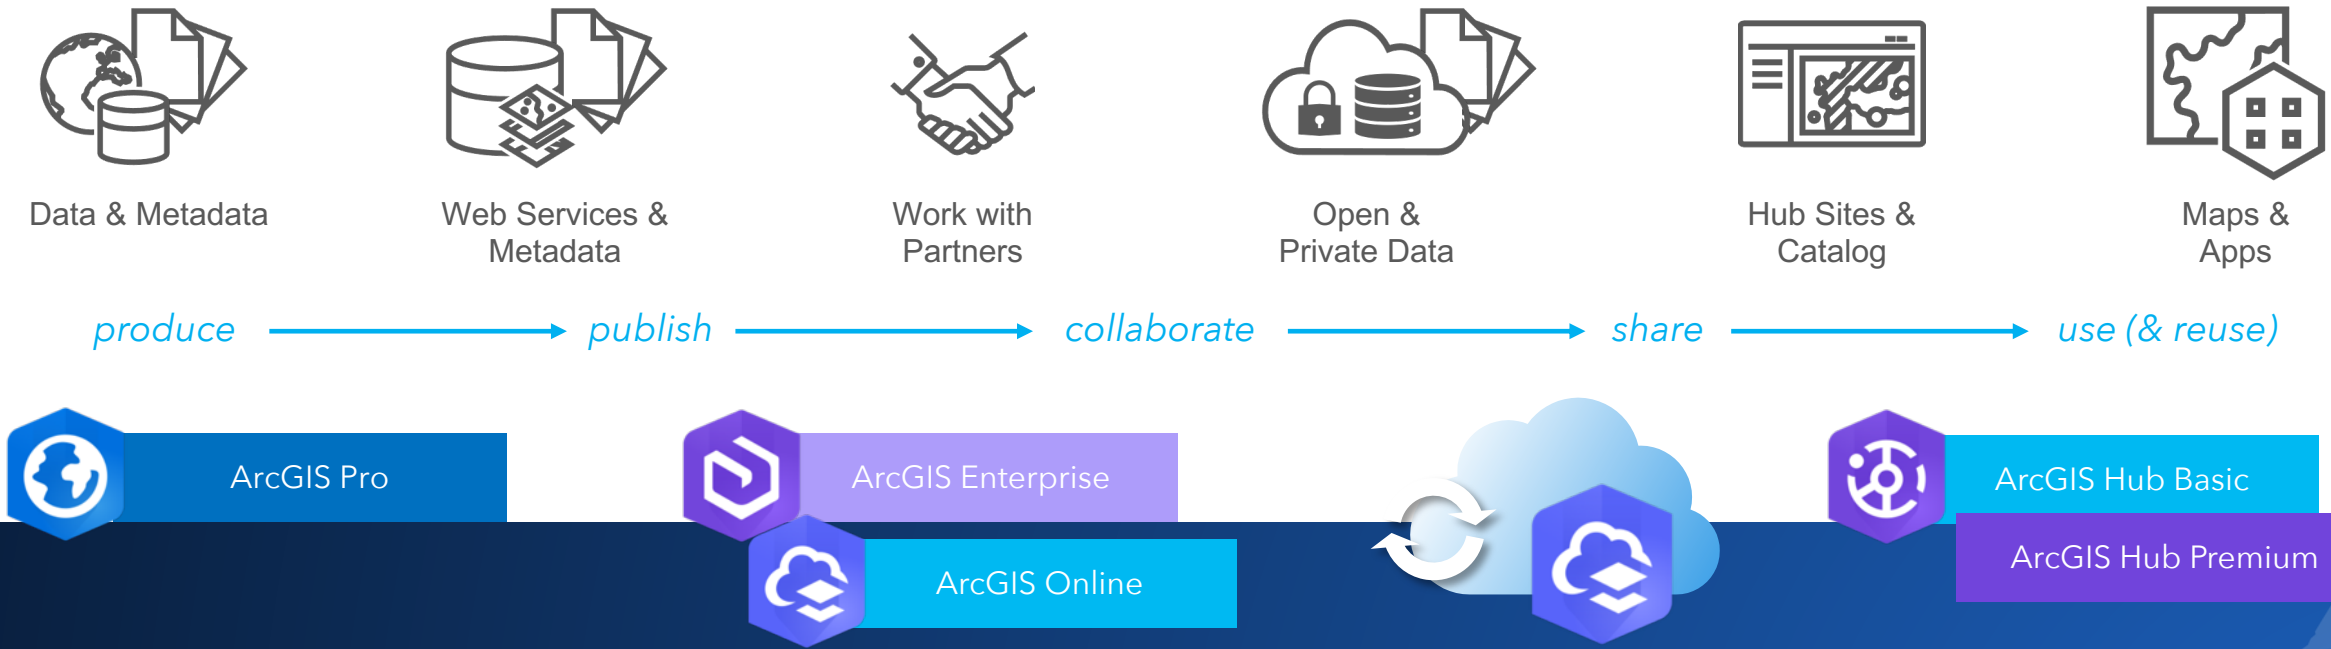 Data & Metadata
Web Services &
Metadata
Work with
Partners
Open &
Private Data
Hub Sites &
Catalog
Maps &
Apps
produce
publish
collaborate
share
use (& reuse)
ArcGIS Pro
ArcGIS Enterprise
ArcGIS Online
ArcGIS Hub Basic
ArcGIS Hub Premium